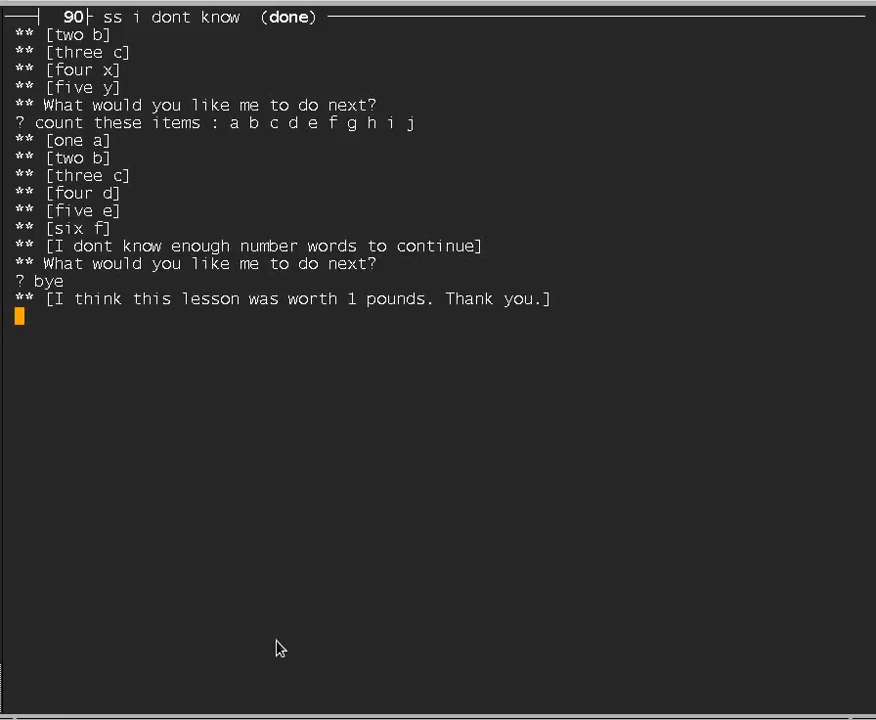 90 ss i dont know (done)
** [two b]
** [three c]
** [four x]
** [five y]
** What would you like me to do next?
? count these items : a b c d e f g h i j
** [one a]
** [two b]
** [three c]
** [four d]
** [five e]
** [six f]
** [I dont know enough number words to continue]
** What would you like me to do next?
? bye
** [I think this lesson was worth 1 pounds. Thank you.]